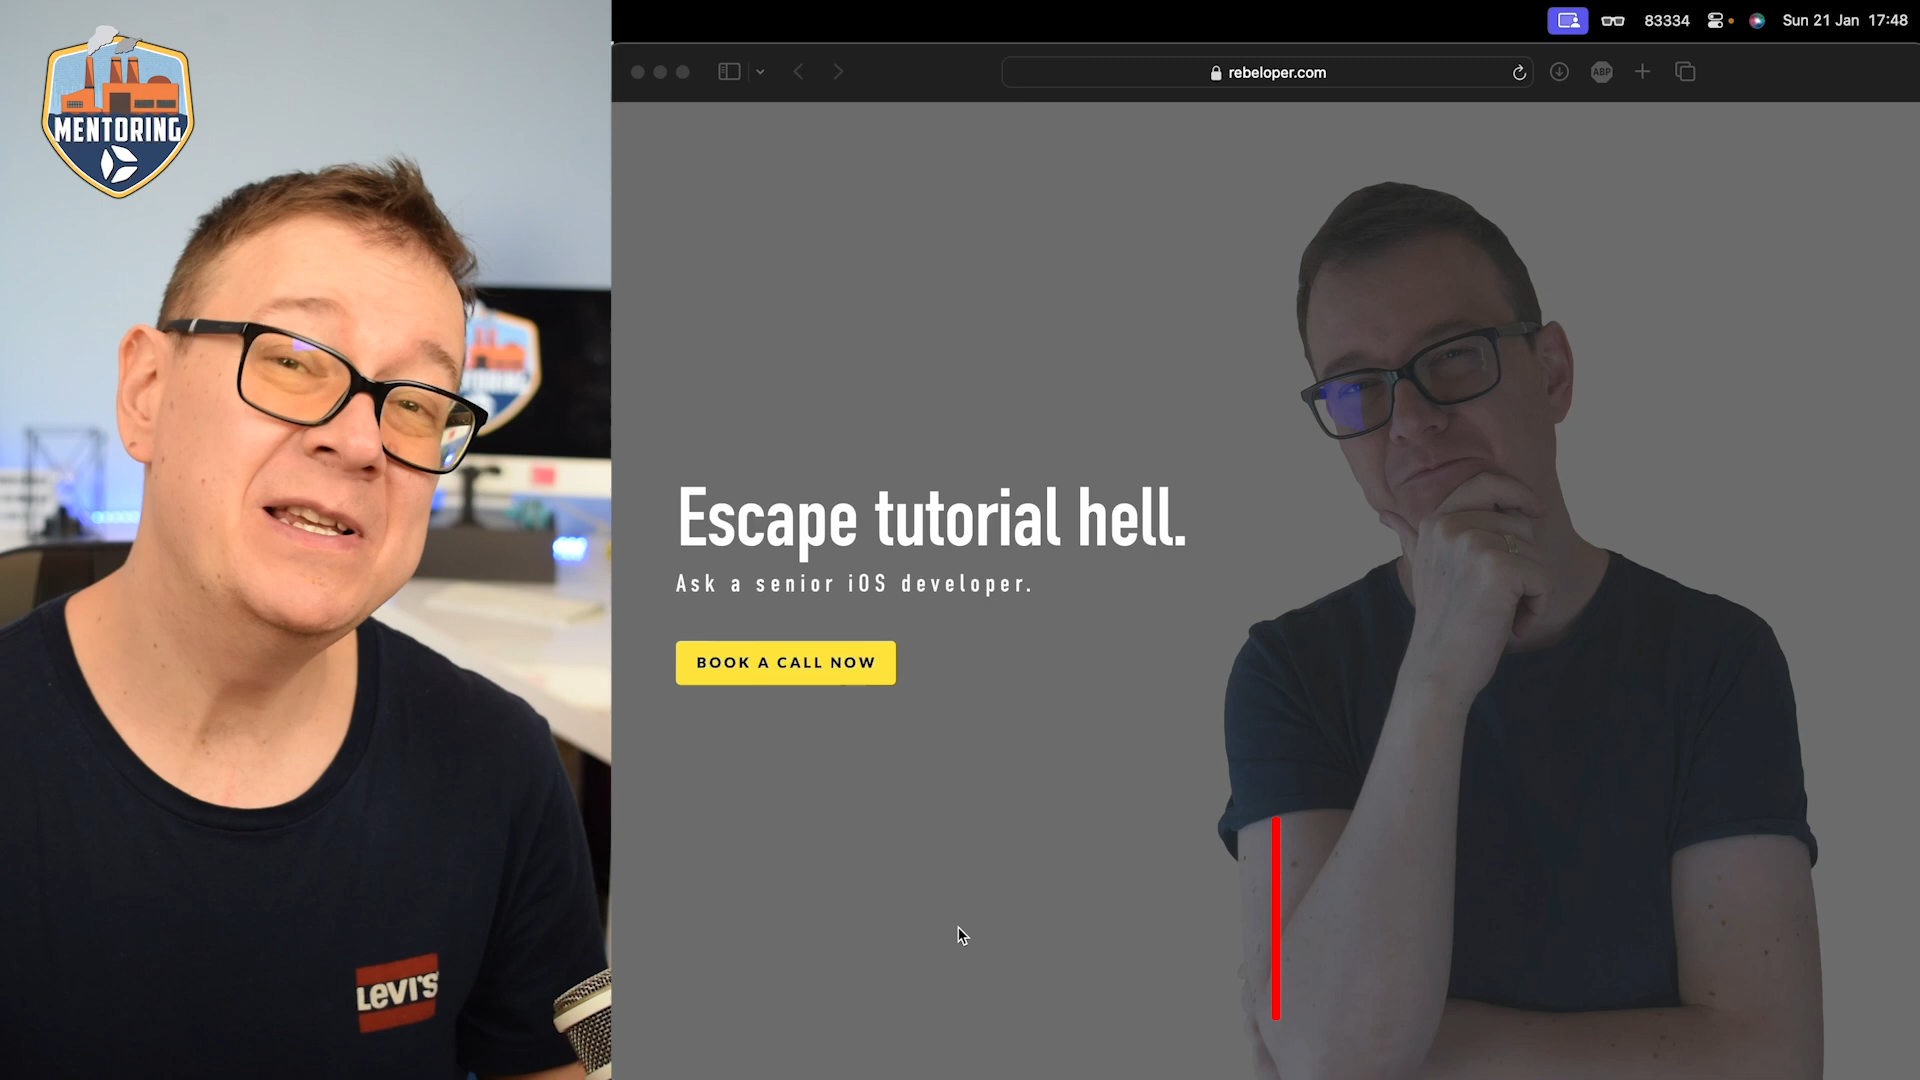 MENTORING
Sun 21 Jan 17:48
83334
rebeloper.com
ABP
Escape tutorial hell.
Ask a senior iOS developer.
BOOK A CALL NOW
LEVI'S